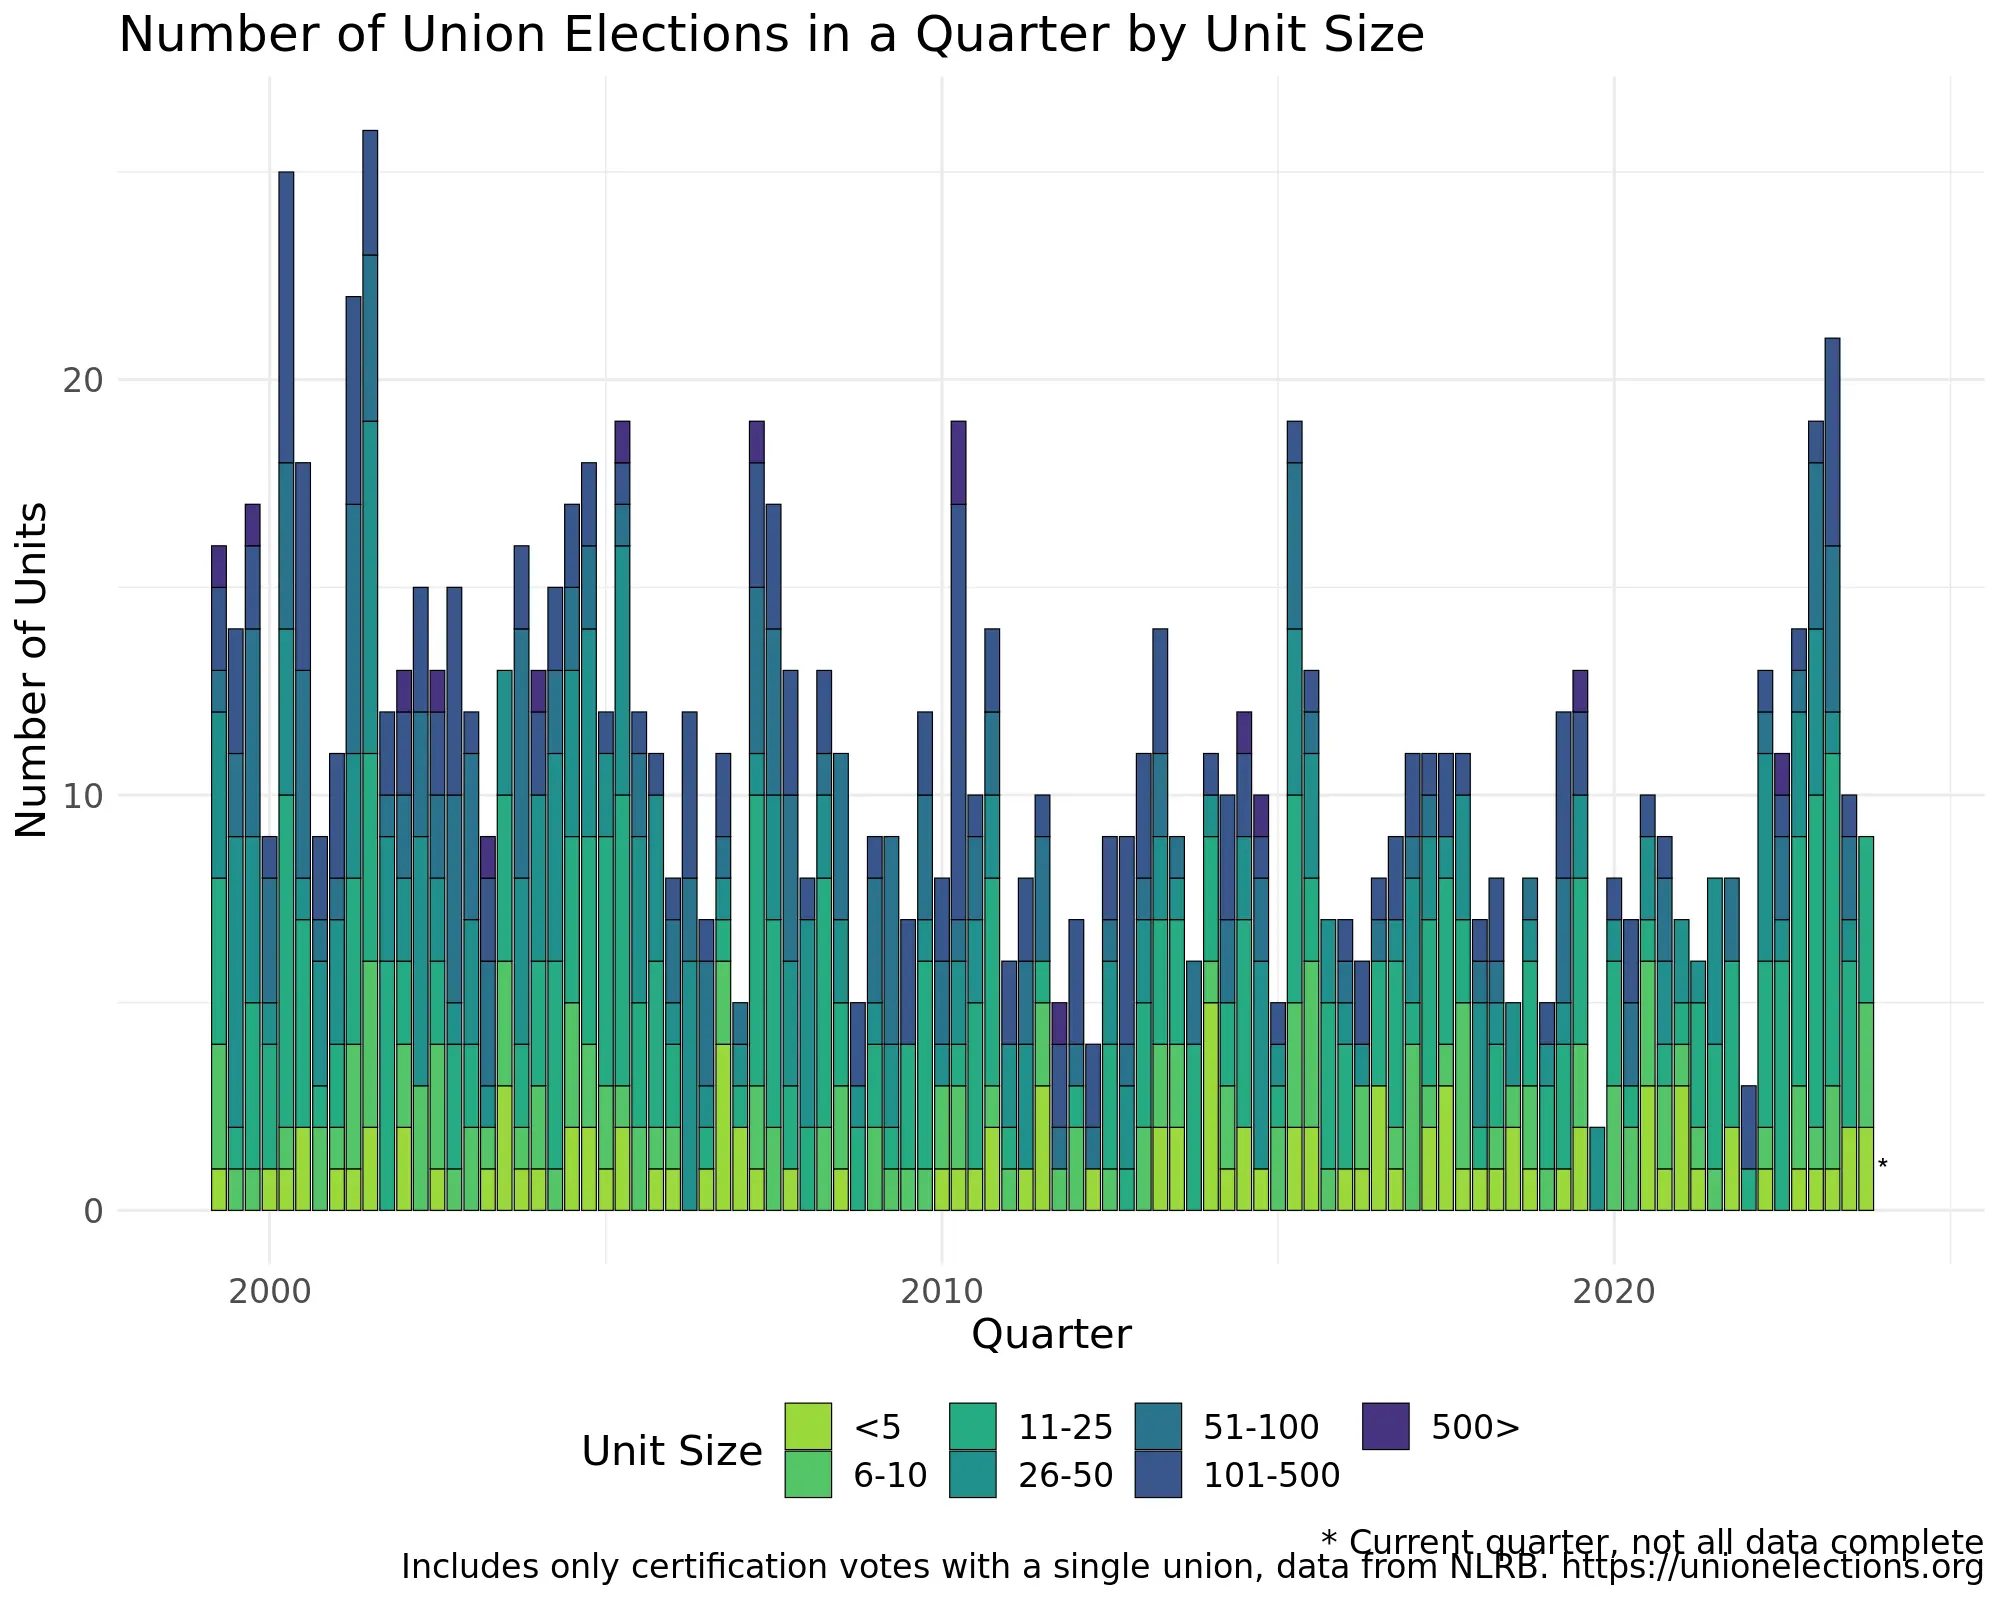 Number of Union Elections in a Quarter by Unit Size
Number of Units
20
10
0
*
2000 2010 2020
Quarter
Unit Size
<5 11-25 51-100 500>
6-10 26-50 101-500
* Current quarter, not all data complete
Includes only certification votes with a single union, data from NLRB. https://unionelections.org